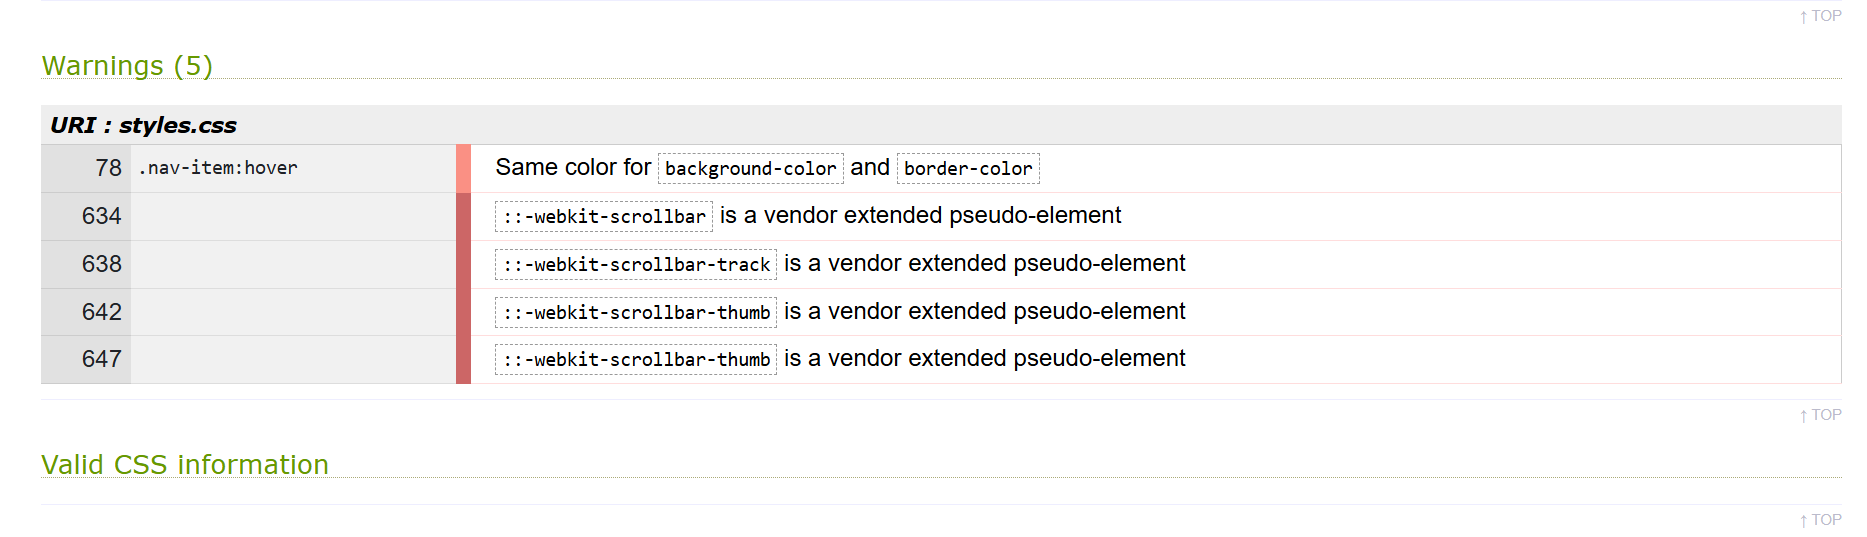 ↑ TOP
Warnings (5)
URI : styles.css
78 .nav-item:hover Same color for background-color and border-color
634 ::-webkit-scrollbar is a vendor extended pseudo-element
638 ::-webkit-scrollbar-track is a vendor extended pseudo-element
642 ::-webkit-scrollbar-thumb is a vendor extended pseudo-element
647 ::-webkit-scrollbar-thumb is a vendor extended pseudo-element
↑ TOP
Valid CSS information
↑ TOP